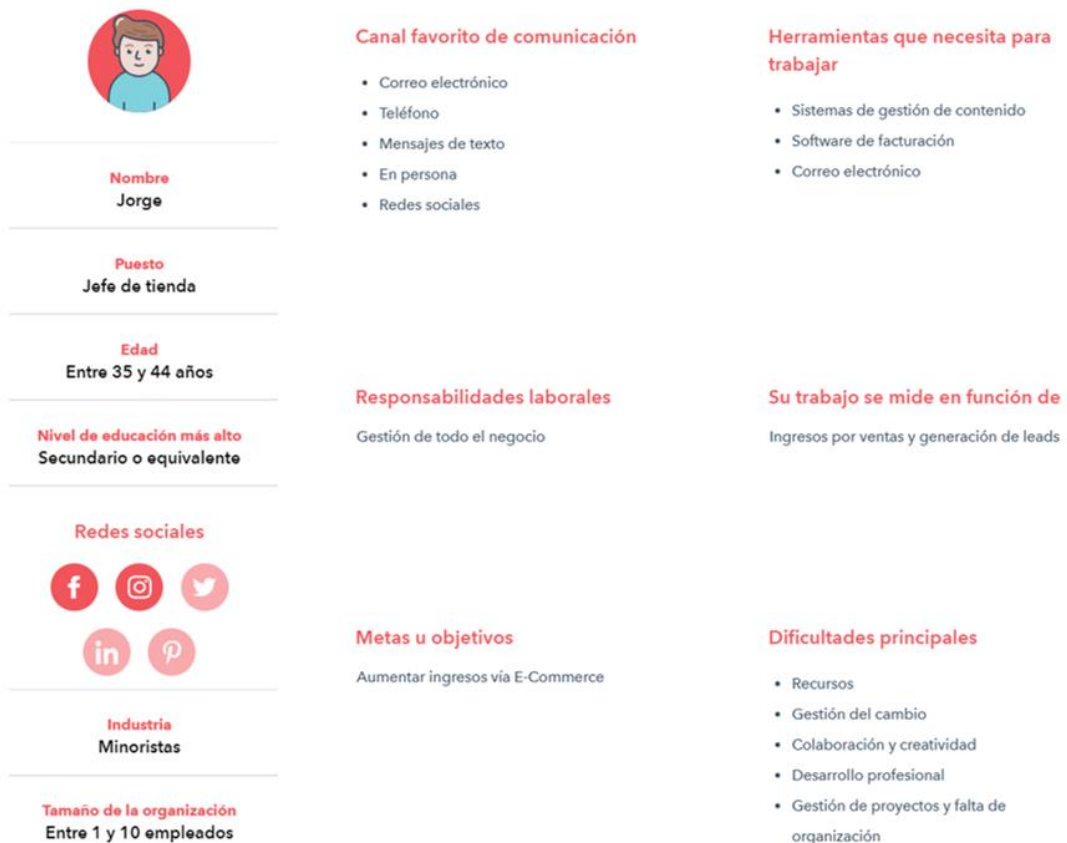 Nombre
Jorge
Puesto
Jefe de tienda
Edad
Entre 35 y 44 años
Nivel de educación más alto
Secundario o equivalente
Redes sociales
f
in
Industria
Minoristas
Tamaño de la organización
Entre 1 y 10 empleados
Canal favorito de comunicación
• Correo electrónico
• Teléfono
• Mensajes de texto
• En persona
• Redes sociales
Herramientas que necesita para
trabajar
• Sistemas de gestión de contenido
• Software de facturación
• Correo electrónico
Responsabilidades laborales
Gestión de todo el negocio
Su trabajo se mide en función de
Ingresos por ventas y generación de leads
Metas u objetivos
Aumentar ingresos vía E-Commerce
Dificultades principales
• Recursos
• Gestión del cambio
• Colaboración y creatividad
• Desarrollo profesional
• Gestión de proyectos y falta de
organización